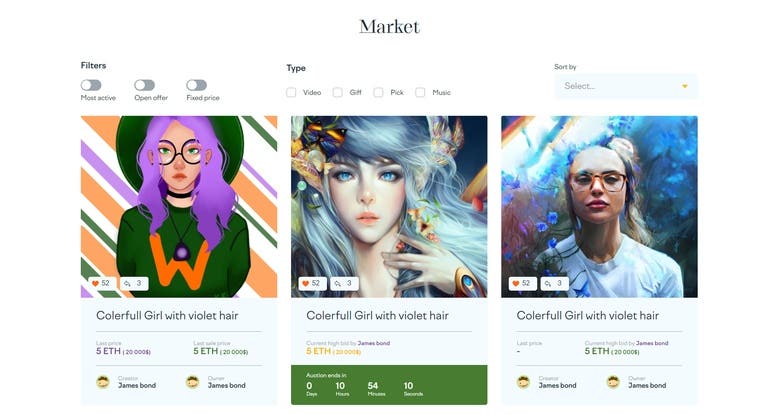 Market
Filters
Most active
Open offer
Fixed price
Type
Video
Giff
Pick
Music
Sort by
Select...
W
52
3
Colerfull Girl with violet hair
Last price
5 ETH ( 20 000$)
Last sale price
5 ETH ( 20 000$)
Creator
James bond
Owner
James bond
52
3
Colerfull Girl with violet hair
Current high bid by James bond
5 ETH ( 20 000$)
Auction ends in
0 10 54 10
Days Hours Minutes Seconds
52
3
Colerfull Girl with violet hair
Last price
-
Current high bid by James bond
5 ETH ( 20 000$)
Creator
James bond
Owner
James bond